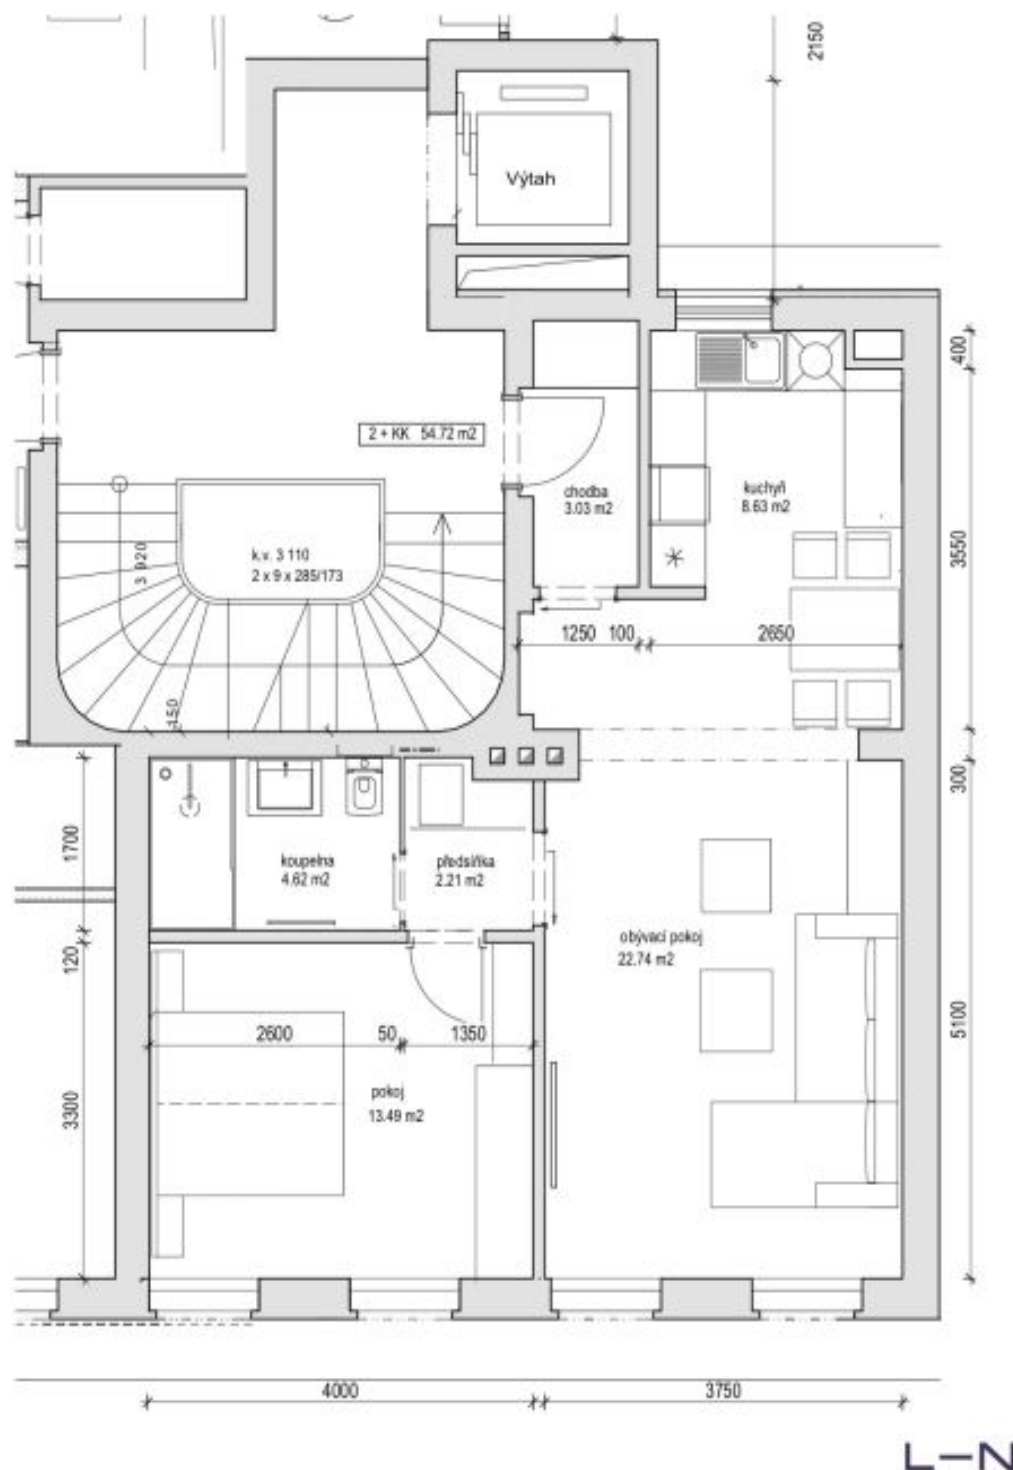 2150
Výtah
400
2 + KK 54.72 m2
chodba
3.03 m2
kuchyň
8.63 m2
3 920
k.v. 3 110
2 x 9 x 285/173
3550
1250 100 2650
150
300
1700
koupelna
4.62 m2
předsíňka
2.21 m2
120
obývací pokoj
22.74 m2
2600 50 1350
5100
pokoj
13.49 m2
3300
4000 3750
L-N